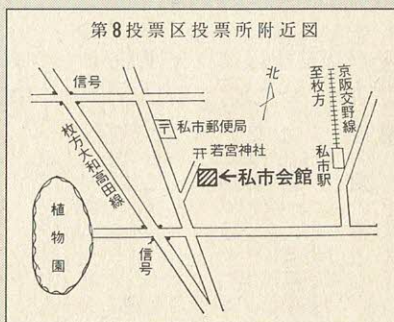 第8投票区投票所附近図
信号
北
至枚方
京阪交野線
〒私市郵便局
若宮神社
私市駅
←私市会館
枚方大和高田線
植物園
信号